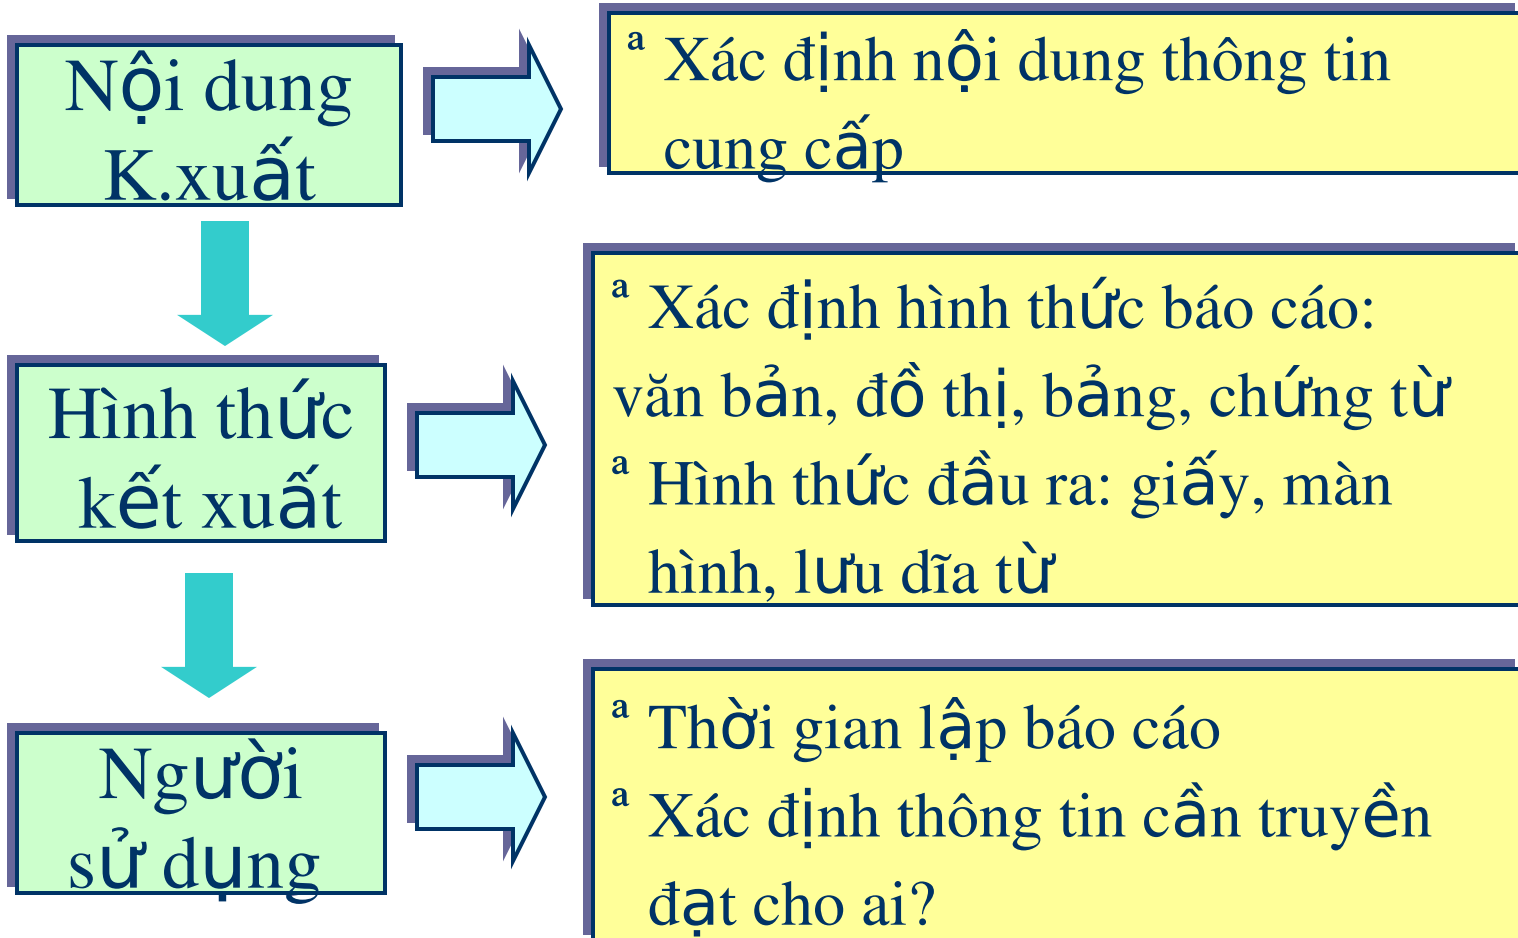 Nội dung
K.xuất
ª Xác định nội dung thông tin
cung cấp
Hình thức
kết xuất
ª Xác định hình thức báo cáo:
văn bản, đồ thị, bảng, chứng từ
ª Hình thức đầu ra: giấy, màn
hình, lưu dĩa từ
Người
sử dụng
ª Thời gian lập báo cáo
ª Xác định thông tin cần truyền
đạt cho ai?